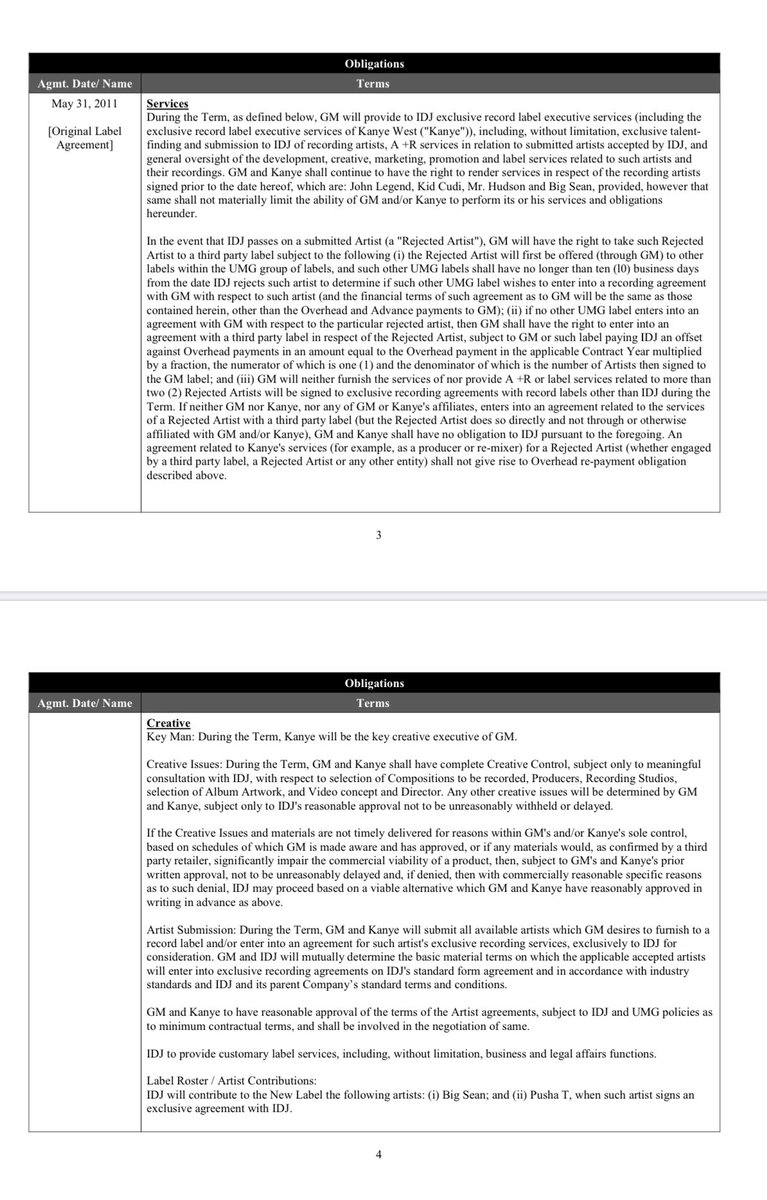 Obligations
Agmt. Date/ Name
Terms
May 31, 2011
[Original Label
Agreement]
Services
During the Term, as defined below, GM will provide to IDJ exclusive record label executive services (including the
exclusive record label executive services of Kanye West ("Kanye")), including, without limitation, exclusive talent-
finding and submission to IDJ of recording artists, A +R services in relation to submitted artists accepted by IDJ, and
general oversight of the development, creative, marketing, promotion and label services related to such artists and
their recordings. GM and Kanye shall continue to have the right to render services in respect of the recording artists
signed prior to the date hereof, which are: John Legend, Kid Cudi, Mr. Hudson and Big Sean, provided, however that
same shall not materially limit the ability of GM and/or Kanye to perform its or his services and obligations
hereunder.
In the event that IDJ passes on a submitted Artist (a "Rejected Artist"), GM will have the right to take such Rejected
Artist to a third party label subject to the following (i) the Rejected Artist will first be offered (through GM) to other
labels within the UMG group of labels, and such other UMG labels shall have no longer than ten (l0) business days
from the date IDJ rejects such artist to determine if such other UMG label wishes to enter into a recording agreement
with GM with respect to such artist (and the financial terms of such agreement as to GM will be the same as those
contained herein, other than the Overhead and Advance payments to GM); (ii) if no other UMG label enters into an
agreement with GM with respect to the particular rejected artist, then GM shall have the right to enter into an
agreement with a third party label in respect of the Rejected Artist, subject to GM or such label paying IDJ an offset
against Overhead payments in an amount equal to the Overhead payment in the applicable Contract Year multiplied
by a fraction, the numerator of which is one (1) and the denominator of which is the number of Artists then signed to
the GM label; and (iii) GM will neither furnish the services of nor provide A +R or label services related to more than
two (2) Rejected Artists will be signed to exclusive recording agreements with record labels other than IDJ during the
Term. If neither GM nor Kanye, nor any of GM or Kanye's affiliates, enters into an agreement related to the services
of a Rejected Artist with a third party label (but the Rejected Artist does so directly and not through or otherwise
affiliated with GM and/or Kanye), GM and Kanye shall have no obligation to IDJ pursuant to the foregoing. An
agreement related to Kanye's services (for example, as a producer or re-mixer) for a Rejected Artist (whether engaged
by a third party label, a Rejected Artist or any other entity) shall not give rise to Overhead re-payment obligation
described above.
3
Obligations
Agmt. Date/ Name
Terms
Creative
Key Man: During the Term, Kanye will be the key creative executive of GM.
Creative Issues: During the Term, GM and Kanye shall have complete Creative Control, subject only to meaningful
consultation with IDJ, with respect to selection of Compositions to be recorded, Producers, Recording Studios,
selection of Album Artwork, and Video concept and Director. Any other creative issues will be determined by GM
and Kanye, subject only to IDJ's reasonable approval not to be unreasonably withheld or delayed.
If the Creative Issues and materials are not timely delivered for reasons within GM's and/or Kanye's sole control,
based on schedules of which GM is made aware and has approved, or if any materials would, as confirmed by a third
party retailer, significantly impair the commercial viability of a product, then, subject to GM's and Kanye's prior
written approval, not to be unreasonably delayed and, if denied, then with commercially reasonable specific reasons
as to such denial, IDJ may proceed based on a viable alternative which GM and Kanye have reasonably approved in
writing in advance as above.
Artist Submission: During the Term, GM and Kanye will submit all available artists which GM desires to furnish to a
record label and/or enter into an agreement for such artist's exclusive recording services, exclusively to IDJ for
consideration. GM and IDJ will mutually determine the basic material terms on which the applicable accepted artists
will enter into exclusive recording agreements on IDJ's standard form agreement and in accordance with industry
standards and IDJ and its parent Company's standard terms and conditions.
GM and Kanye to have reasonable approval of the terms of the Artist agreements, subject to IDJ and UMG policies as
to minimum contractual terms, and shall be involved in the negotiation of same.
IDJ to provide customary label services, including, without limitation, business and legal affairs functions.
Label Roster / Artist Contributions:
IDJ will contribute to the New Label the following artists: (i) Big Sean; and (ii) Pusha T, when such artist signs an
exclusive agreement with IDJ.
4